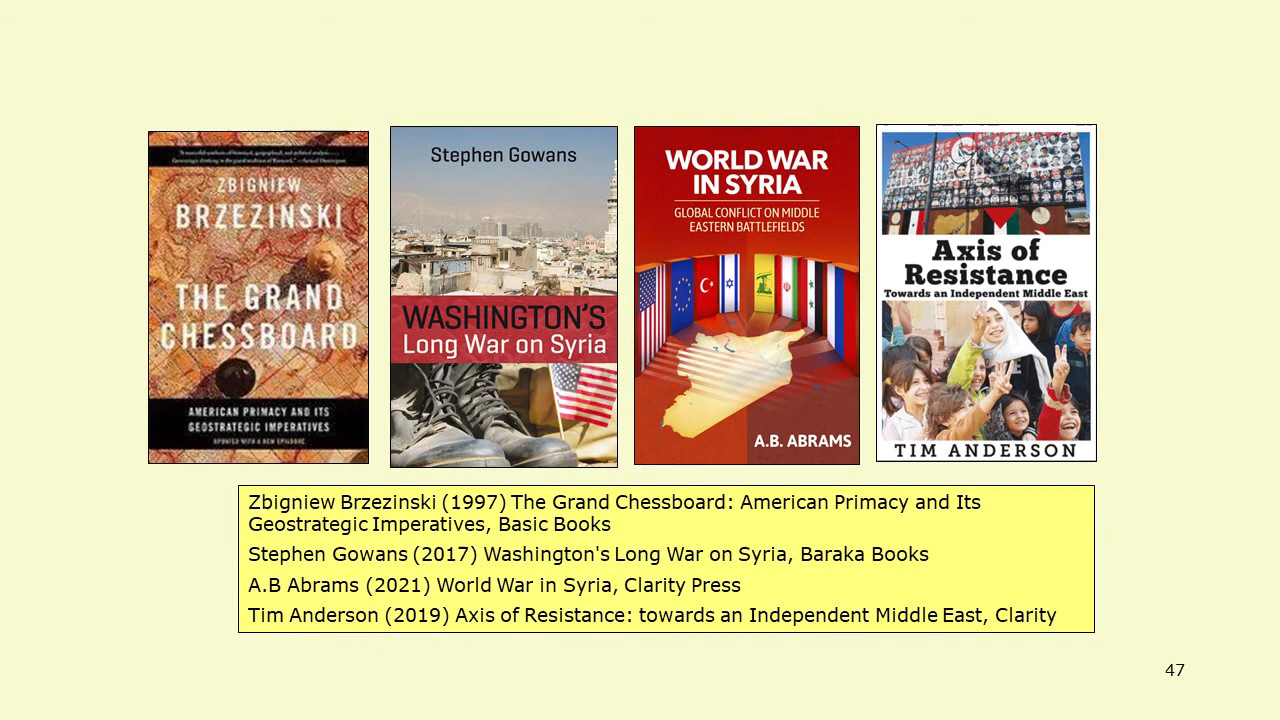 ZBIGNIEW
BRZEZINSKI
THE GRAND
CHESSBOARD
AMERICAN PRIMACY AND ITS
GEOSTRATEGIC IMPERATIVES
UPDATED WITH A NEW EPILOGUE
Stephen Gowans
WASHINGTON'S
Long War on Syria
WORLD WAR
IN SYRIA
GLOBAL CONFLICT ON MIDDLE
EASTERN BATTLEFIELDS
A.B. ABRAMS
Axis of
Resistance
Towards an Independent Middle East
TIM ANDERSON
Zbigniew Brzezinski (1997) The Grand Chessboard: American Primacy and Its
Geostrategic Imperatives, Basic Books
Stephen Gowans (2017) Washington's Long War on Syria, Baraka Books
A.B Abrams (2021) World War in Syria, Clarity Press
Tim Anderson (2019) Axis of Resistance: towards an Independent Middle East, Clarity
47